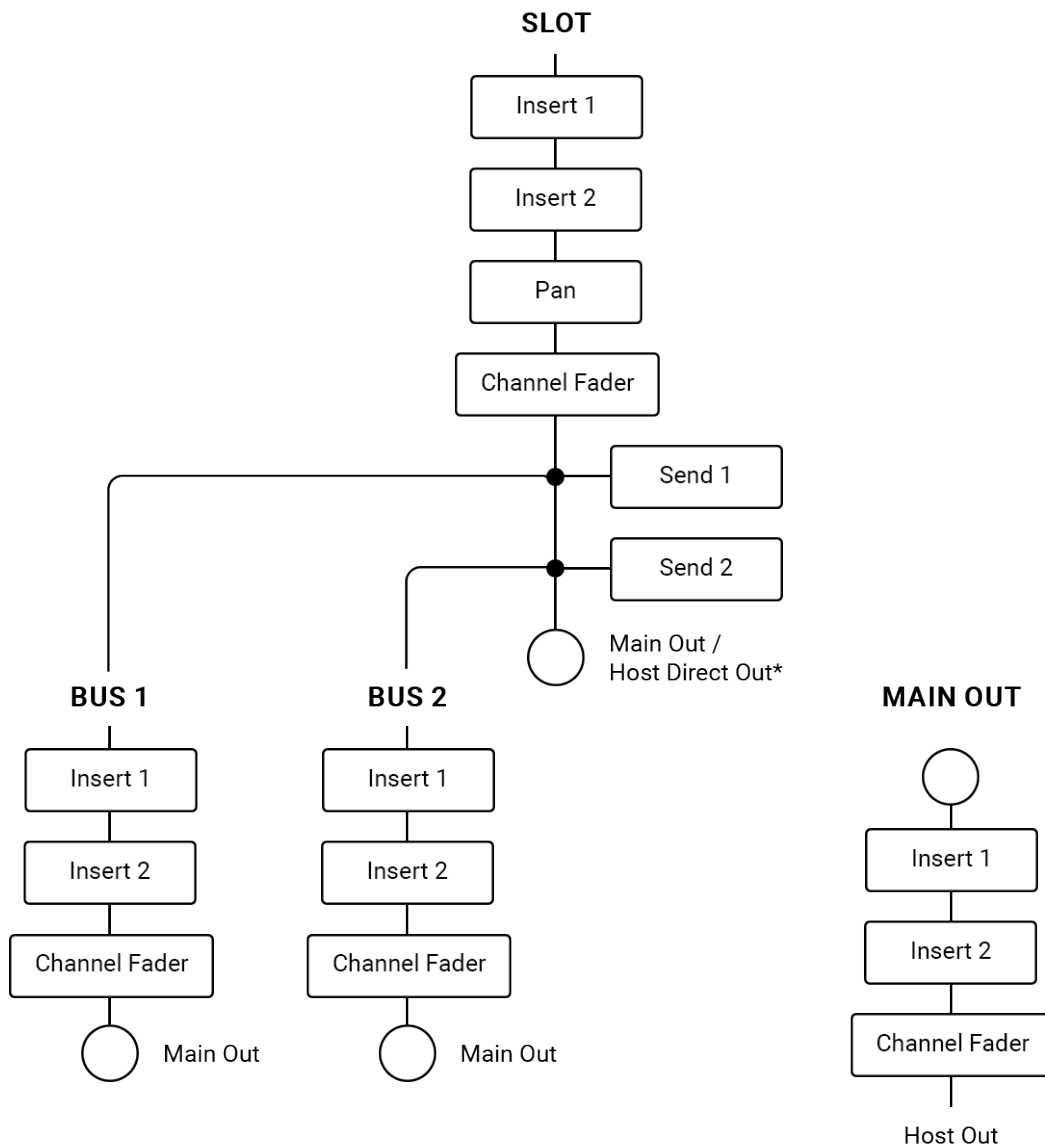 SLOT
Insert 1
Insert 2
Pan
Channel Fader
Send 1
Send 2
Main Out /
Host Direct Out*
BUS 1
Insert 1
Insert 2
Channel Fader
Main Out
BUS 2
Insert 1
Insert 2
Channel Fader
Main Out
MAIN OUT
Insert 1
Insert 2
Channel Fader
Host Out